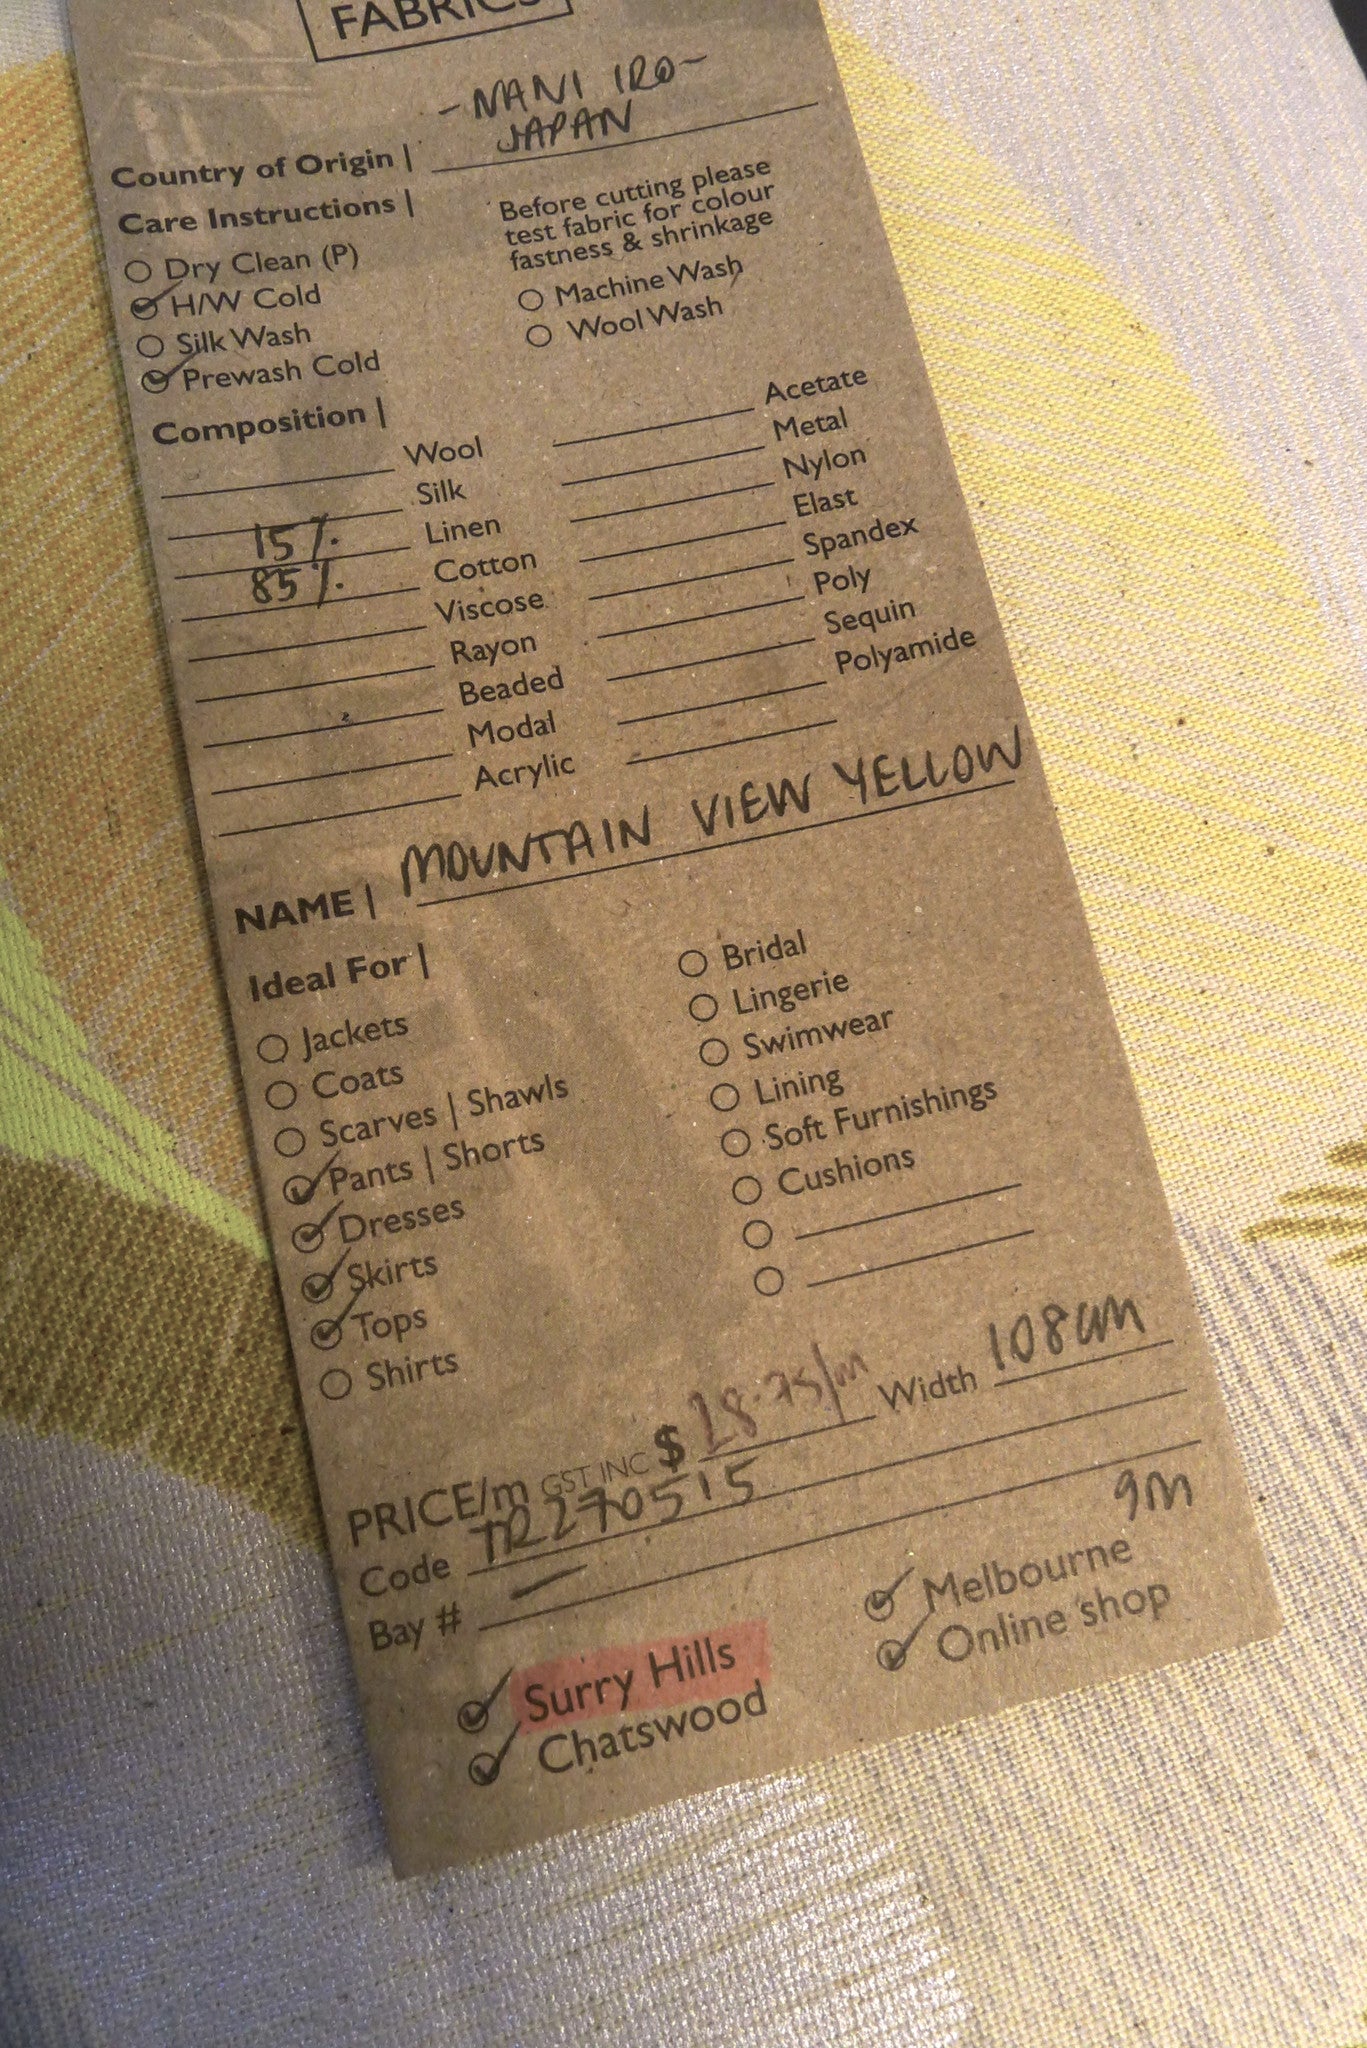 FABRICS
-NANI IRO-
Country of Origin | JAPAN
Care Instructions |
Before cutting please
test fabric for colour
fastness & shrinkage
Dry Clean (P)
H/W Cold
Silk Wash
Prewash Cold
Machine Wash
Wool Wash
Composition |
Wool
Silk
15% Linen
85% Cotton
Viscose
Rayon
Beaded
Modal
Acrylic
Acetate
Metal
Nylon
Elast
Spandex
Poly
Sequin
Polyamide
NAME | MOUNTAIN VIEW YELLOW
Ideal For |
Jackets
Coats
Scarves | Shawls
Pants | Shorts
Dresses
Skirts
Tops
Shirts
Bridal
Lingerie
Swimwear
Lining
Soft Furnishings
Cushions
PRICE/m GST INC $ 28.75/m Width 108cm
Code TR270515
Bay # —
9m
Surry Hills
Chatswood
Melbourne
Online shop